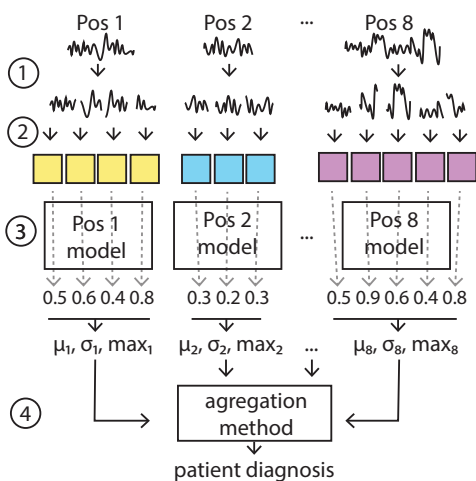 Pos 1 Pos 2 ... Pos 8
1
2
3
Pos 1 model
Pos 2 model
...
Pos 8 model
0.5 0.6 0.4 0.8 0.3 0.2 0.3 0.5 0.9 0.6 0.4 0.8
μ₁, σ₁, max₁ μ₂, σ₂, max₂ ... μ₈, σ₈, max₈
4
agregation
method
patient diagnosis